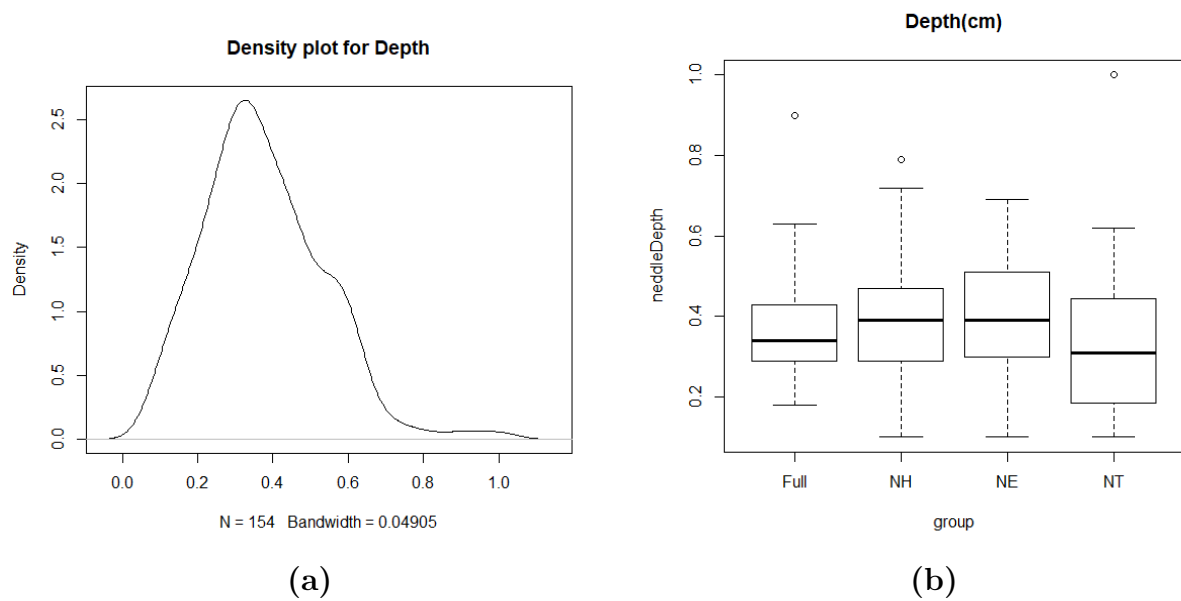 Density plot for Depth
Density
0.0 0.5 1.0 1.5 2.0 2.5
0.0 0.2 0.4 0.6 0.8 1.0
N = 154 Bandwidth = 0.04905
(a)
Depth(cm)
neddleDepth
0.2 0.4 0.6 0.8 1.0
Full NH NE NT
group
(b)